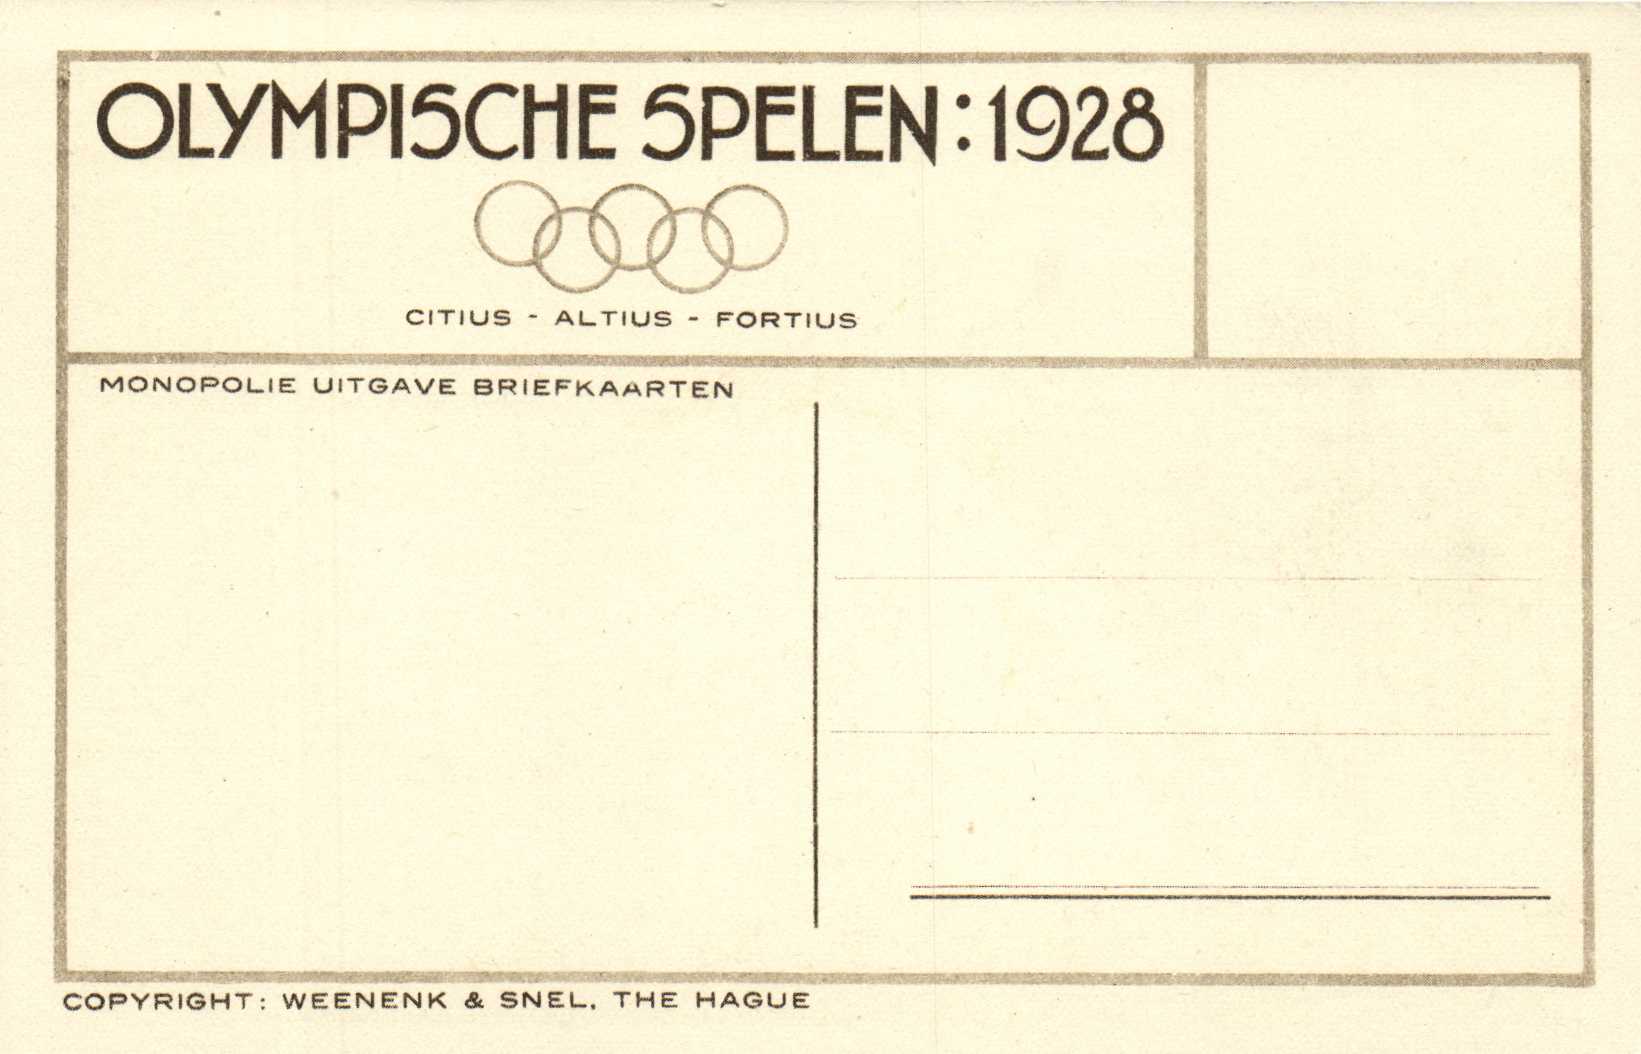 OLYMPISCHE SPELEN : 1928
CITIUS - ALTIUS - FORTIUS
MONOPOLIE UITGAVE BRIEFKAARTEN
COPYRIGHT: WEENENK & SNEL, THE HAGUE